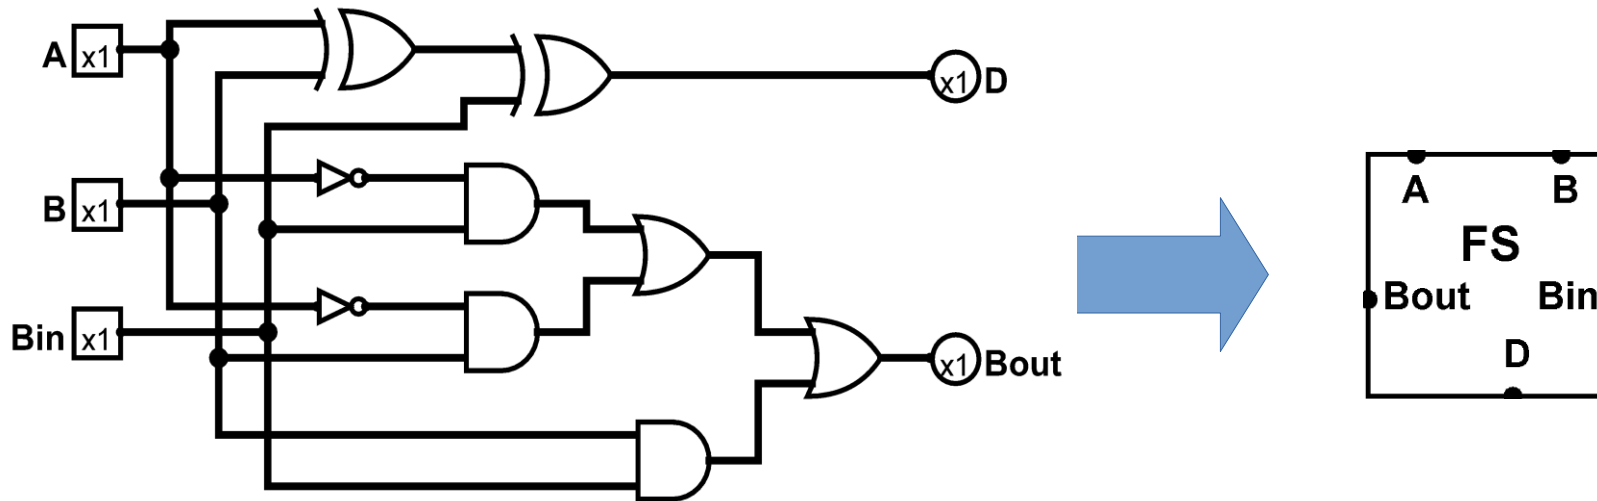 A x1
x1 D
B x1
Bin x1
x1 Bout
A B
FS
Bout Bin
D